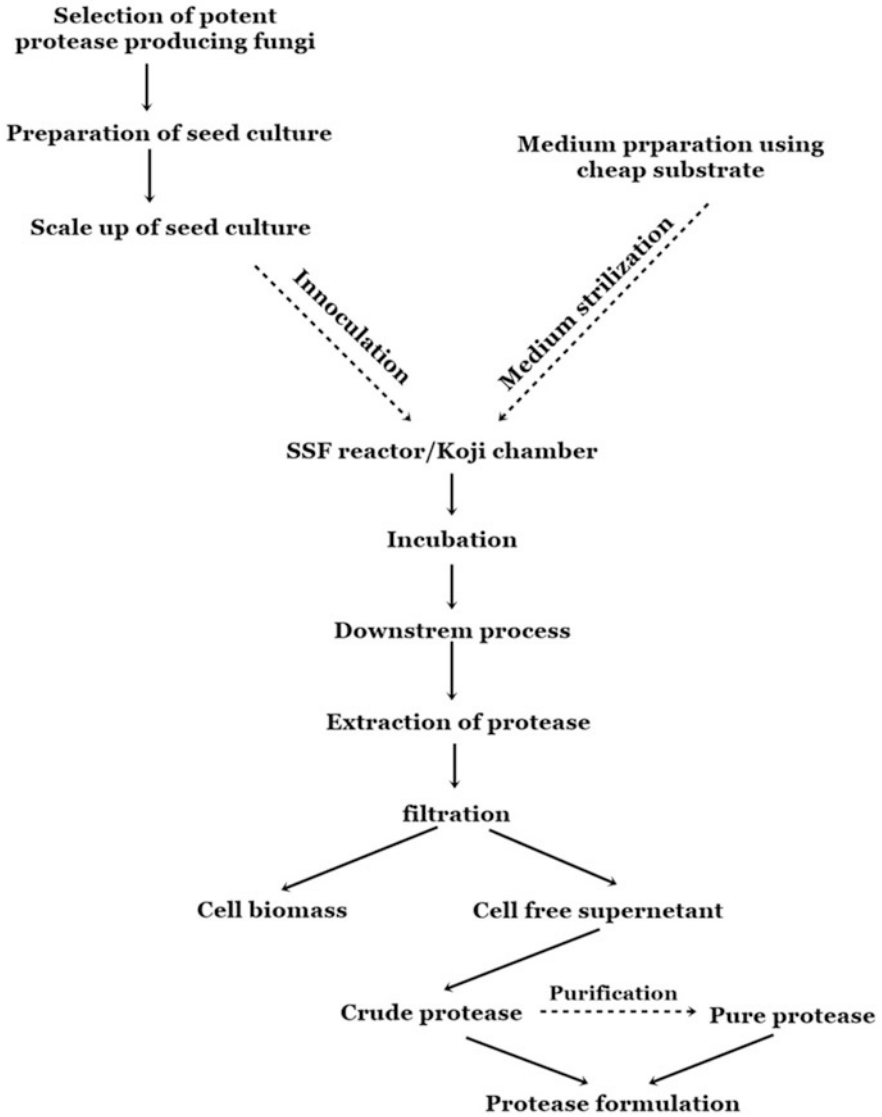 Selection of potent
protease producing fungi
Preparation of seed culture
Medium prparation using
cheap substrate
Scale up of seed culture
Innoculation
Medium strilization
SSF reactor/Koji chamber
Incubation
Downstrem process
Extraction of protease
filtration
Cell biomass
Cell free supernetant
Crude protease
Purification
Pure protease
Protease formulation